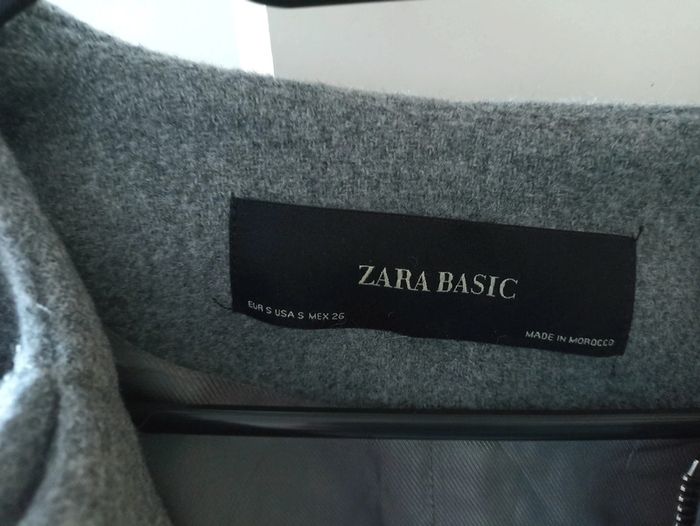 ZARA BASIC
EUR S USA S MEX 26
MADE IN MOROCCO